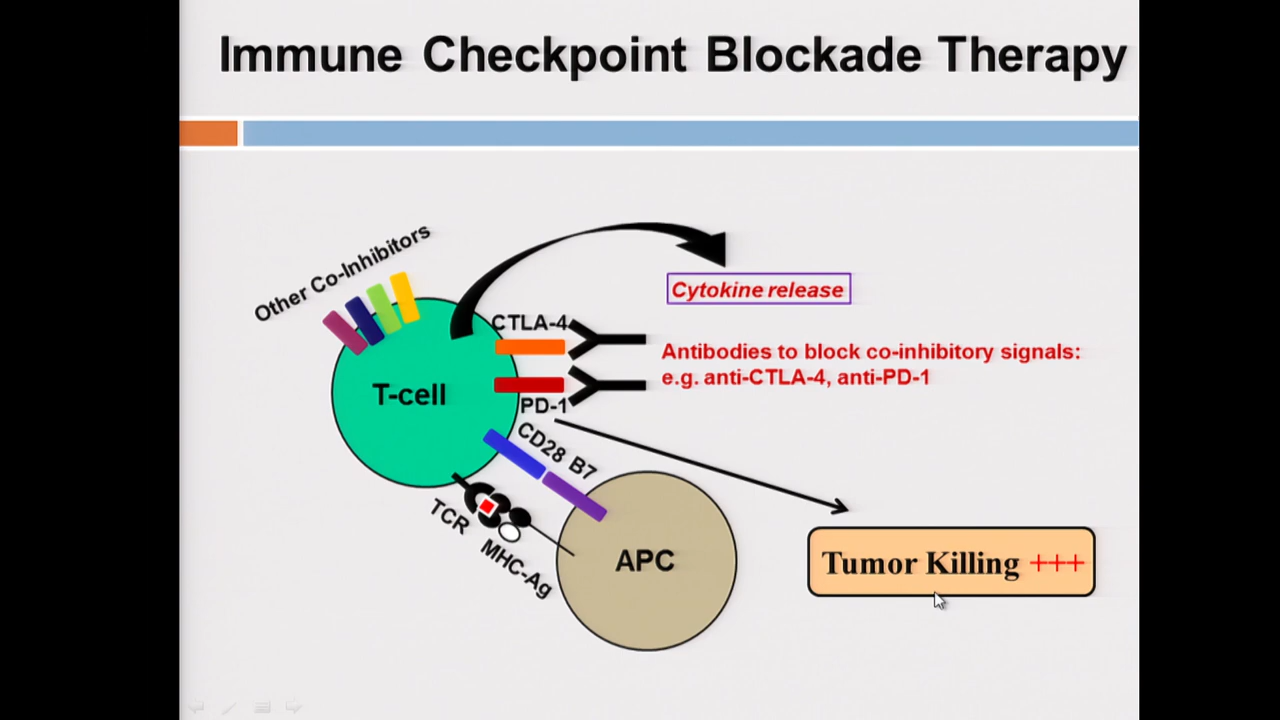 Immune Checkpoint Blockade Therapy
Other Co-Inhibitors
Cytokine release
CTLA-4
Antibodies to block co-inhibitory signals:
e.g. anti-CTLA-4, anti-PD-1
T-cell
PD-1
CD28 B7
TCR
MHC-Ag
APC
Tumor Killing +++